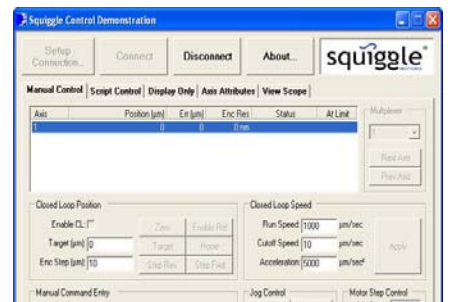 Squiggle Control Demonstration
Setup Connection... Connect Disconnect About... squiggle
Manual Control Script Control Display Only Axis Attributes View Scope
Axis Position (µm) Err (µm) Enc Res Status At Limit
1 0 0 0 nm
Multiplexer
1
Next Axis
Prev Axis
Closed Loop Position
Enable CL: Zero Enable Ref
Target (µm) 0 Target Home
Enc Step (µm) 10 Step Rev Step Fwd
Closed Loop Speed
Run Speed: 1000 µm/sec
Cutoff Speed: 10 µm/sec Apply
Acceleration: 5000 µm/sec²
Manual Command Entry Jog Control Motor Step Control